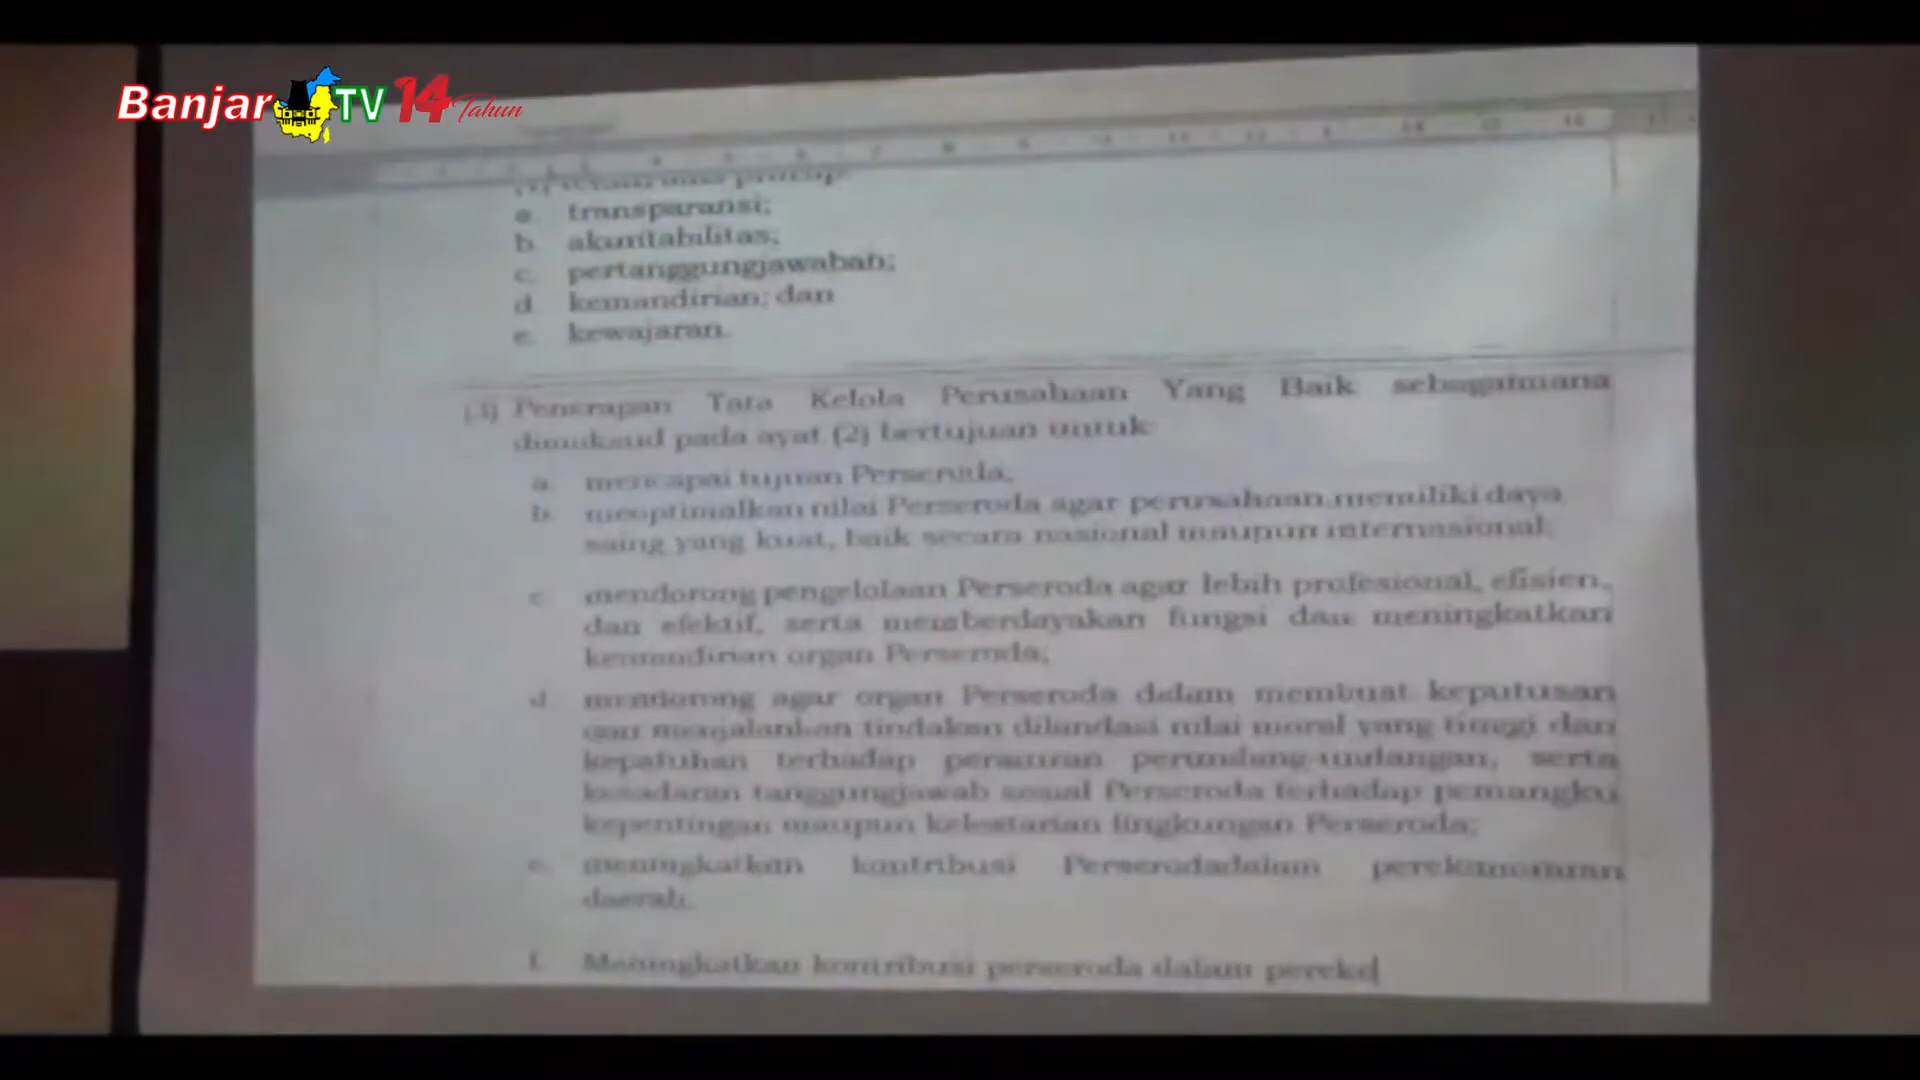 Banjar TV 14 Tahun
a. transparansi;
b. akuntabilitas;
c. pertanggungjawaban;
d. kemandirian; dan
e. kewajaran.
(3) Penerapan Tata Kelola Perusahaan Yang Baik sebagaimana
dimaksud pada ayat (2) bertujuan untuk
a. mencapai tujuan Perseroda;
b. meoptimalkan nilai Perseroda agar perusahaan memiliki daya
saing yang kuat, baik secara nasional maupun internasional;
c. mendorong pengelolaan Perseroda agar lebih profesional, efisien,
dan efektif, serta memberdayakan fungsi dan meningkatkan
kemandirian organ Perseroda;
d. mendorong agar organ Perseroda dalam membuat keputusan
dan menjalankan tindakan dilandasi nilai moral yang tinggi dan
kepatuhan terhadap peraturan perundang-undangan, serta
kesadaran tanggungjawab sosial Perseroda terhadap pemangku
kepentingan maupun kelestarian lingkungan Perseroda;
e. meningkatkan kontribusi Perserodadalam perekonomian
daerah.
f. Meningkatkan kontribusi perseroda dalam pereke